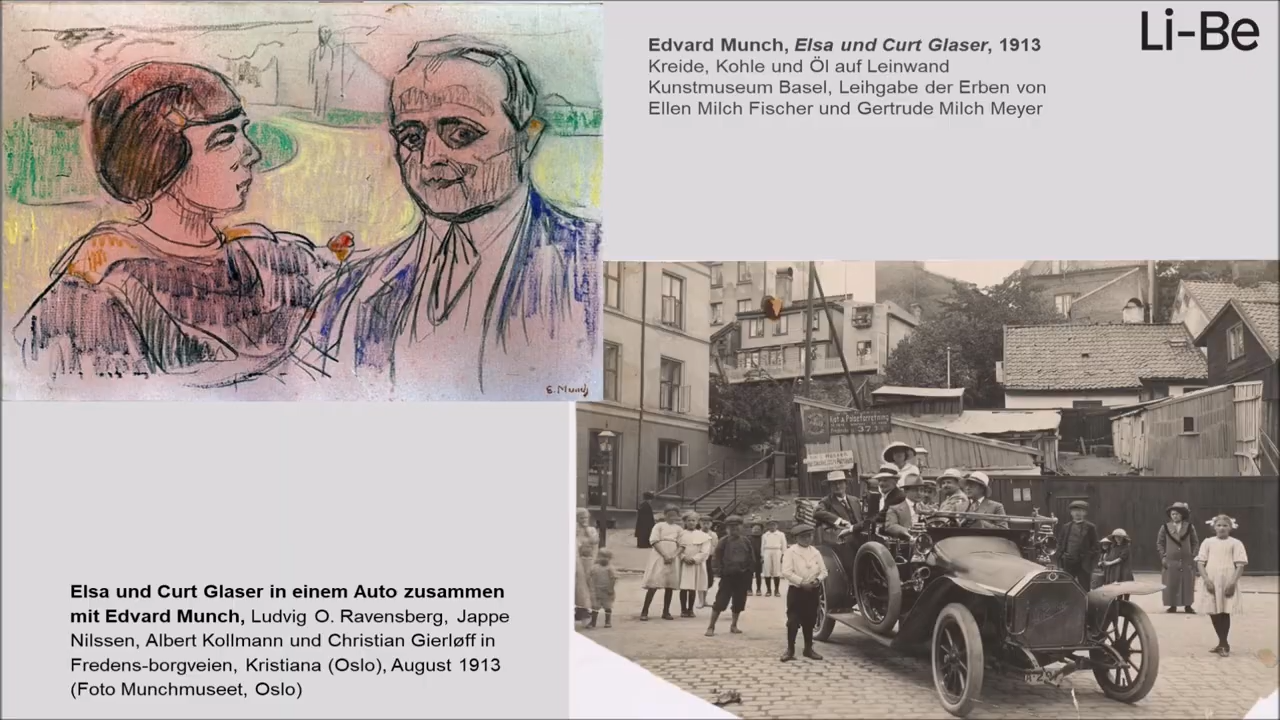 Li-Be
Edvard Munch, Elsa und Curt Glaser, 1913
Kreide, Kohle und Öl auf Leinwand
Kunstmuseum Basel, Leihgabe der Erben von
Ellen Milch Fischer und Gertrude Milch Meyer
E. Munch
Elsa und Curt Glaser in einem Auto zusammen
mit Edvard Munch, Ludvig O. Ravensberg, Jappe
Nilssen, Albert Kollmann und Christian Gierløff in
Fredens-borgveien, Kristiana (Oslo), August 1913
(Foto Munchmuseet, Oslo)